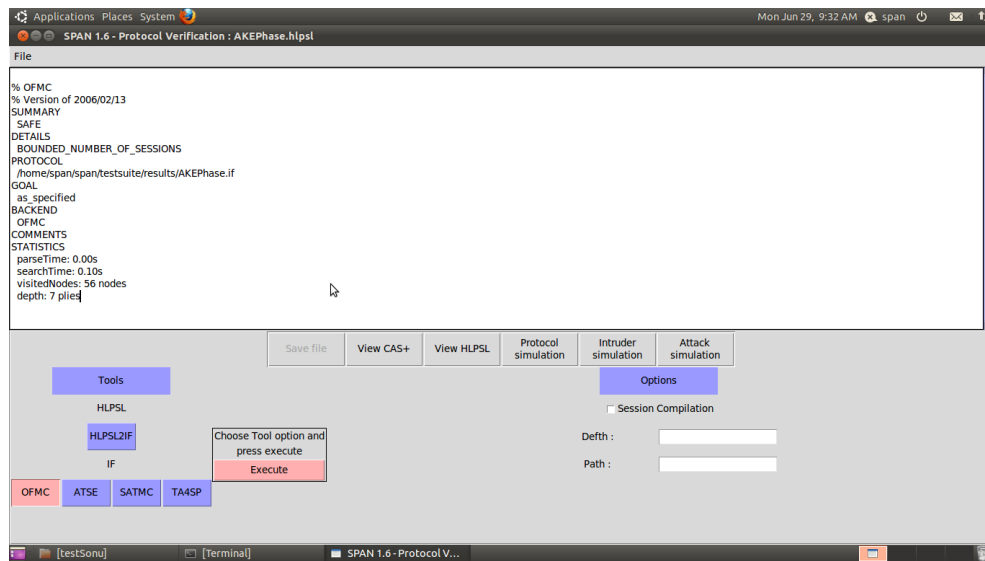 Applications Places System
Mon Jun 29, 9:32 AM span
SPAN 1.6 - Protocol Verification : AKEPhase.hlpsl
File
% OFMC
% Version of 2006/02/13
SUMMARY
SAFE
DETAILS
BOUNDED_NUMBER_OF_SESSIONS
PROTOCOL
/home/span/span/testsuite/results/AKEPhase.if
GOAL
as_specified
BACKEND
OFMC
COMMENTS
STATISTICS
parseTime: 0.00s
searchTime: 0.10s
visitedNodes: 56 nodes
depth: 7 plies
Save file
View CAS+
View HLPSL
Protocol
simulation
Intruder
simulation
Attack
simulation
Tools
Options
HLPSL
Session Compilation
HLPSL2IF
Choose Tool option and
press execute
Execute
Defth :
IF
Path :
OFMC
ATSE
SATMC
TA4SP
[testSonu]
[Terminal]
SPAN 1.6 - Protocol V...